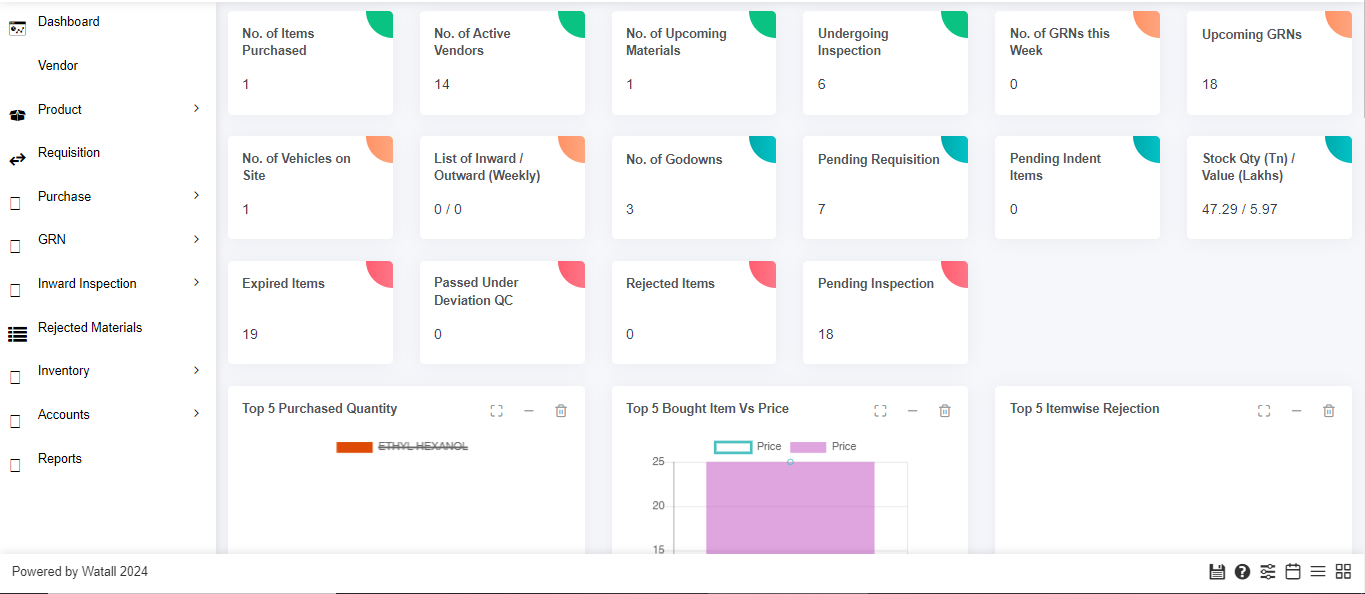 Dashboard
Vendor
Product
Requisition
Purchase
GRN
Inward Inspection
Rejected Materials
Inventory
Accounts
Reports
No. of Items
Purchased
1
No. of Active
Vendors
14
No. of Upcoming
Materials
1
Undergoing
Inspection
6
No. of GRNs this
Week
0
Upcoming GRNs
18
No. of Vehicles on
Site
1
List of Inward /
Outward (Weekly)
0 / 0
No. of Godowns
3
Pending Requisition
7
Pending Indent
Items
0
Stock Qty (Tn) /
Value (Lakhs)
47.29 / 5.97
Expired Items
19
Passed Under
Deviation QC
0
Rejected Items
0
Pending Inspection
18
Top 5 Purchased Quantity
ETHYL HEXANOL
Top 5 Bought Item Vs Price
Price Price
25
20
15
Top 5 Itemwise Rejection
Powered by Watall 2024